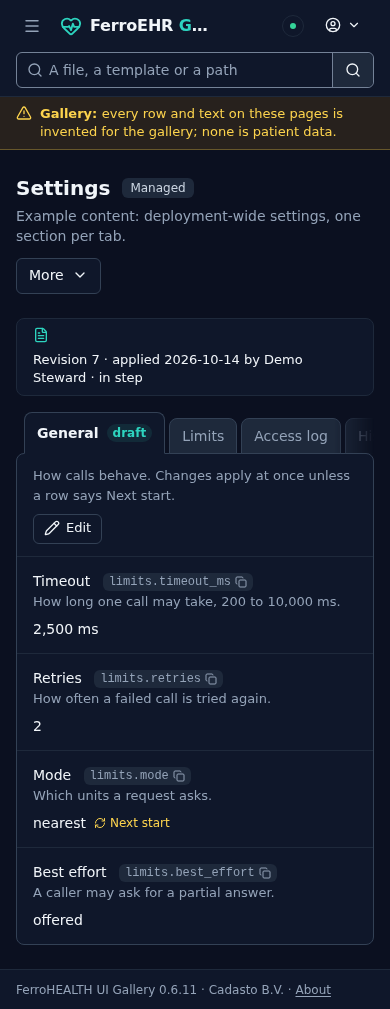 FerroEHR G...
A file, a template or a path
Gallery: every row and text on these pages is
invented for the gallery; none is patient data.
Settings Managed
Example content: deployment-wide settings, one
section per tab.
More
Revision 7 · applied 2026-10-14 by Demo
Steward · in step
General draft Limits Access log
How calls behave. Changes apply at once unless
a row says Next start.
Edit
Timeout limits.timeout_ms
How long one call may take, 200 to 10,000 ms.
2,500 ms
Retries limits.retries
How often a failed call is tried again.
2
Mode limits.mode
Which units a request asks.
nearest Next start
Best effort limits.best_effort
A caller may ask for a partial answer.
offered
FerroHEALTH UI Gallery 0.6.11 · Cadasto B.V. · About